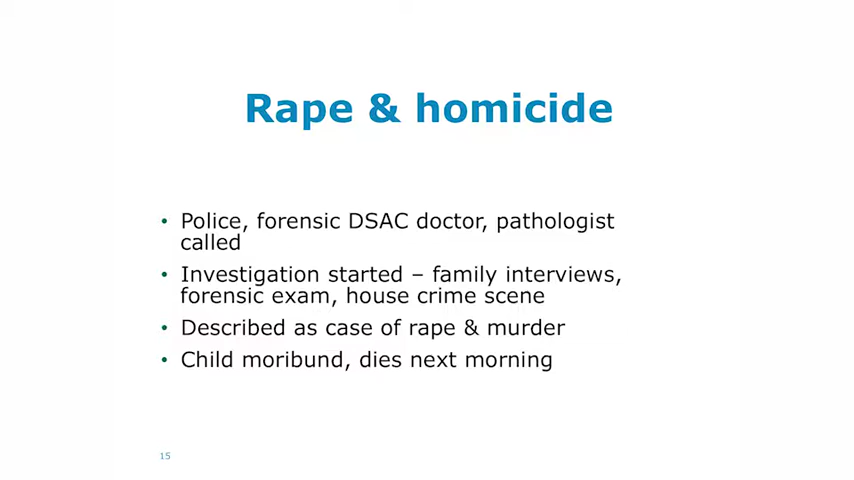 Rape & homicide
• Police, forensic DSAC doctor, pathologist
called
• Investigation started – family interviews,
forensic exam, house crime scene
• Described as case of rape & murder
• Child moribund, dies next morning
15